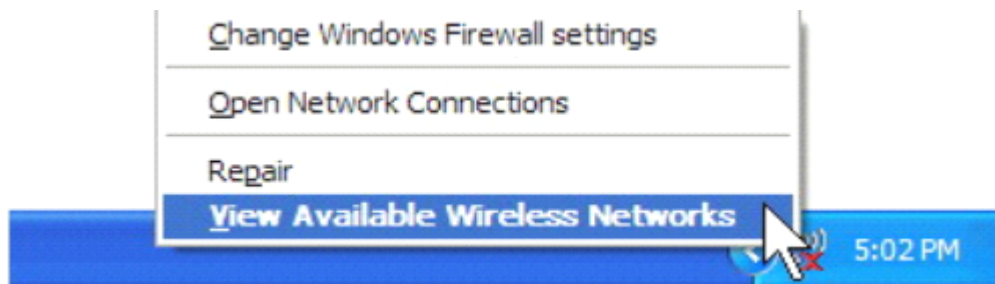 Change Windows Firewall settings
Open Network Connections
Repair
View Available Wireless Networks
5:02 PM